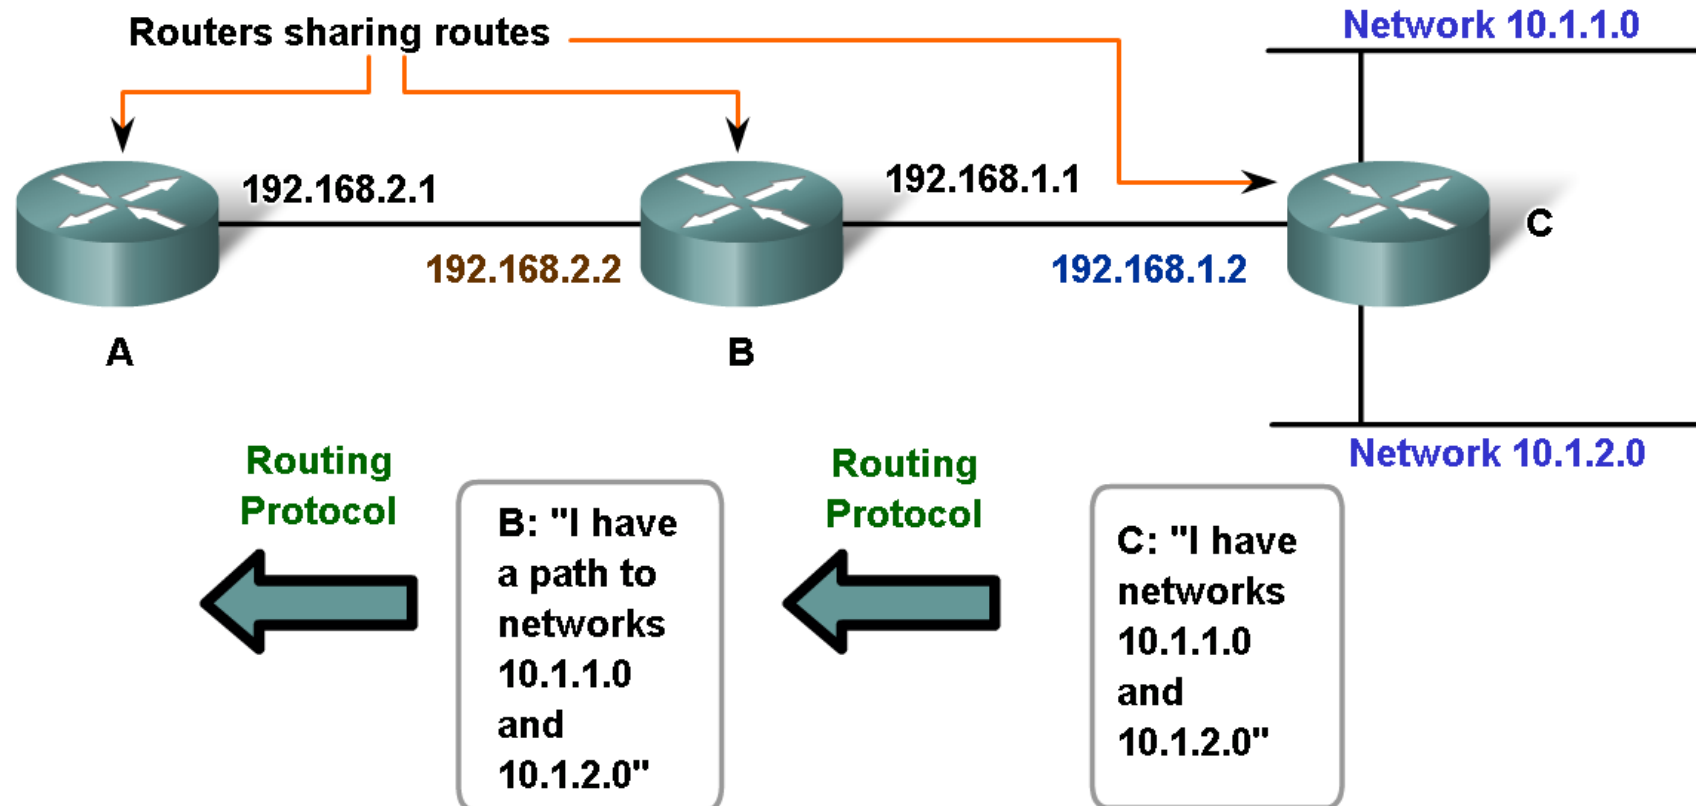 Routers sharing routes
Network 10.1.1.0
192.168.2.1
192.168.1.1
C
192.168.2.2
192.168.1.2
A
B
Network 10.1.2.0
Routing
Protocol
B: "I have
a path to
networks
10.1.1.0
and
10.1.2.0"
Routing
Protocol
C: "I have
networks
10.1.1.0
and
10.1.2.0"